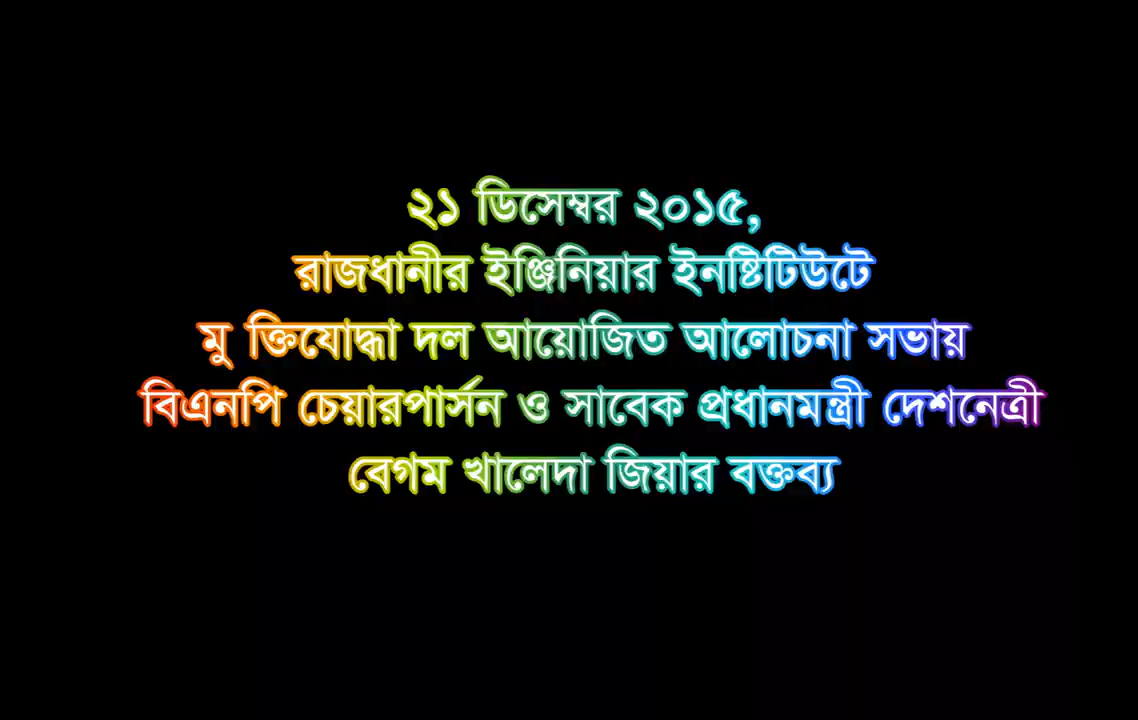 ২১ ডিসেম্বর ২০১৫,
রাজধানীর ইঞ্জিনিয়ার ইনষ্টিটিউটে
মু ক্তিযোদ্ধা দল আয়োজিত আলোচনা সভায়
বিএনপি চেয়ারপার্সন ও সাবেক প্রধানমন্ত্রী দেশনেত্রী
বেগম খালেদা জিয়ার বক্তব্য